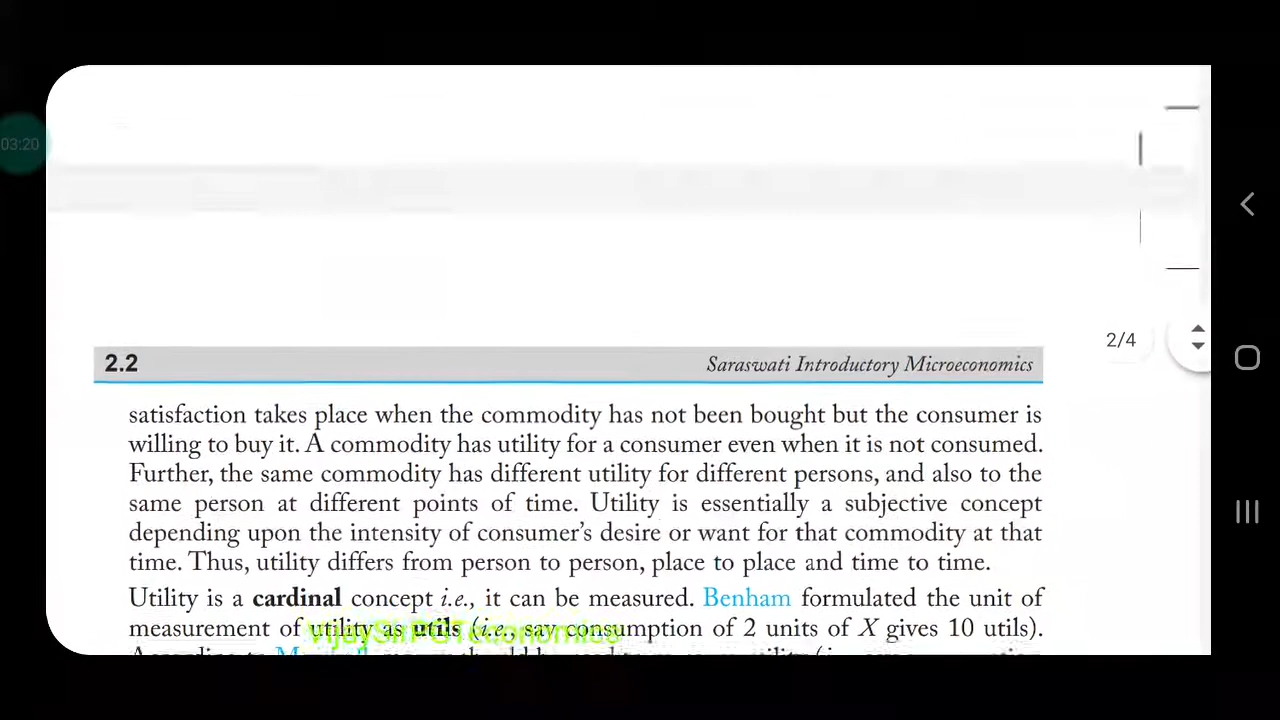 03:20
2/4
2.2 Saraswati Introductory Microeconomics
satisfaction takes place when the commodity has not been bought but the consumer is
willing to buy it. A commodity has utility for a consumer even when it is not consumed.
Further, the same commodity has different utility for different persons, and also to the
same person at different points of time. Utility is essentially a subjective concept
depending upon the intensity of consumer's desire or want for that commodity at that
time. Thus, utility differs from person to person, place to place and time to time.
Utility is a cardinal concept i.e., it can be measured. Benham formulated the unit of
measurement of utility as utils (i.e., say consumption of 2 units of X gives 10 utils).